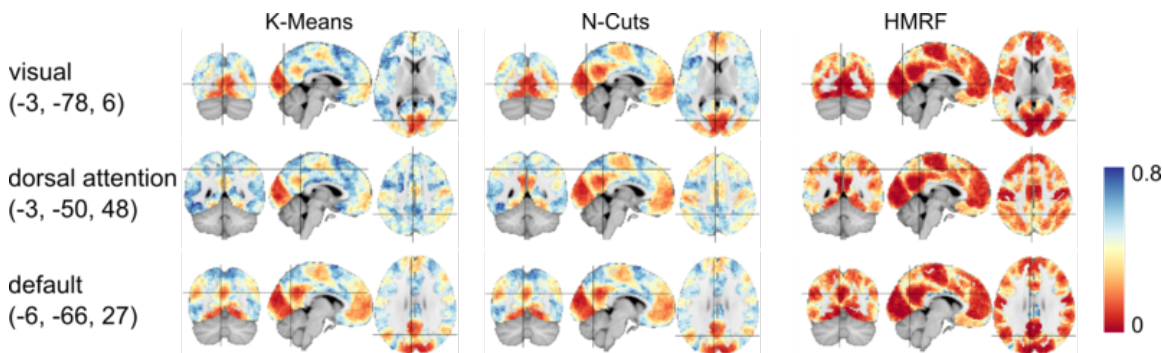 K-Means N-Cuts HMRF
visual
(-3, -78, 6)
dorsal attention
(-3, -50, 48)
0.8
default
(-6, -66, 27)
0